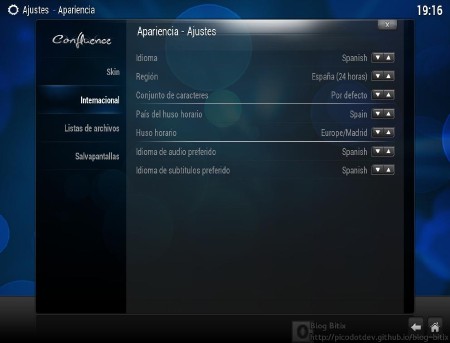 Ajustes - Apariencia
19:16
Confluence
Apariencia - Ajustes
x
Skin
Internacional
Listas de archivos
Salvapantallas
Idioma Spanish
Región España (24 horas)
Conjunto de caracteres Por defecto
País del huso horario Spain
Huso horario Europe/Madrid
Idioma de audio preferido Spanish
Idioma de subtítulos preferido Spanish
Blog Bitix
http://picodotdev.github.io/blog-bitix